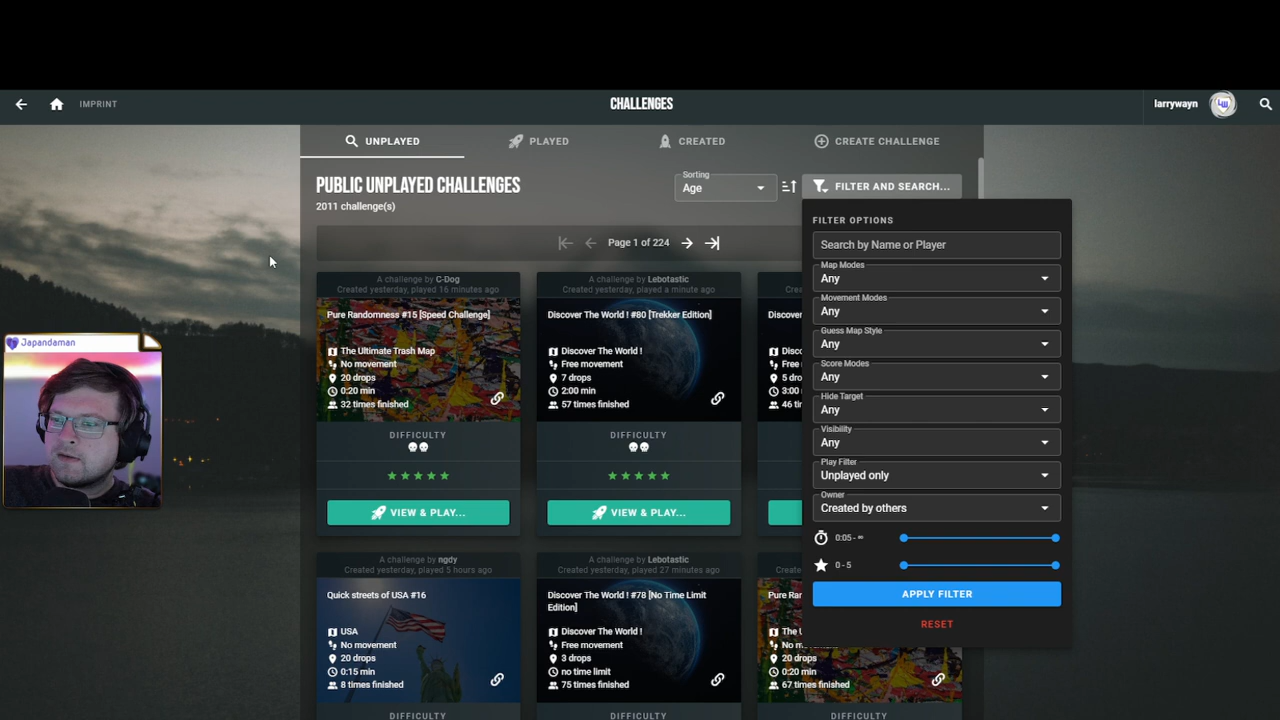 IMPRINT
CHALLENGES
larrywayn
UNPLAYED
PLAYED
CREATED
CREATE CHALLENGE
PUBLIC UNPLAYED CHALLENGES
2011 challenge(s)
Sorting
Age
FILTER AND SEARCH...
Page 1 of 224
FILTER OPTIONS
Search by Name or Player
Map Modes
Any
Movement Modes
Any
Guess Map Style
Any
Score Modes
Any
Hide Target
Any
Visibility
Any
Play Filter
Unplayed only
Owner
Created by others
0:05 - ∞
0 - 5
APPLY FILTER
RESET
A challenge by C-Dog
Created yesterday, played 16 minutes ago
Pure Randomness #15 [Speed Challenge]
The Ultimate Trash Map
No movement
20 drops
0:20 min
32 times finished
DIFFICULTY
VIEW & PLAY...
A challenge by Lebotastic
Created yesterday, played a minute ago
Discover The World ! #80 [Trekker Edition]
Discover The World !
Free movement
7 drops
2:00 min
57 times finished
DIFFICULTY
VIEW & PLAY...
Discover
Disco
Free m
5 dro
3:00
46 ti
Japandaman
A challenge by ngdy
Created yesterday, played 5 hours ago
Quick streets of USA #16
USA
No movement
20 drops
0:15 min
8 times finished
DIFFICULTY
A challenge by Lebotastic
Created yesterday, played 27 minutes ago
Discover The World ! #78 [No Time Limit
Edition]
Discover The World !
Free movement
3 drops
no time limit
75 times finished
DIFFICULTY
Create
Pure Ran
The U
No m
20 drops
0:20 min
67 times finished
DIFFICULTY